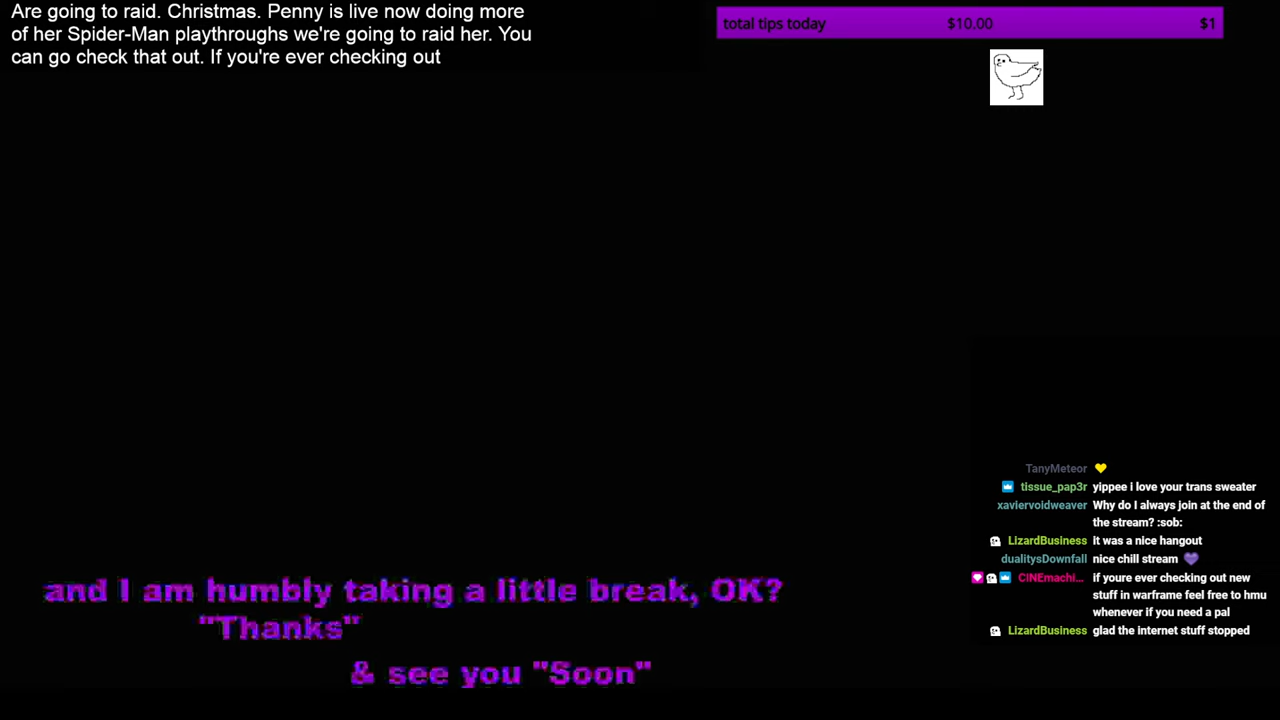 Are going to raid. Christmas. Penny is live now doing more
of her Spider-Man playthroughs we're going to raid her. You
can go check that out. If you're ever checking out
total tips today $10.00 $1
TanyMeteor 💛
tissue_pap3r yippee i love your trans sweater
xaviervoidweaver Why do I always join at the end of
the stream? :sob:
LizardBusiness it was a nice hangout
dualitysDownfall nice chill stream 💜
CINEmachi... if youre ever checking out new
stuff in warframe feel free to hmu
whenever if you need a pal
LizardBusiness glad the internet stuff stopped
and I am humbly taking a little break, OK?
"Thanks"
& see you "Soon"